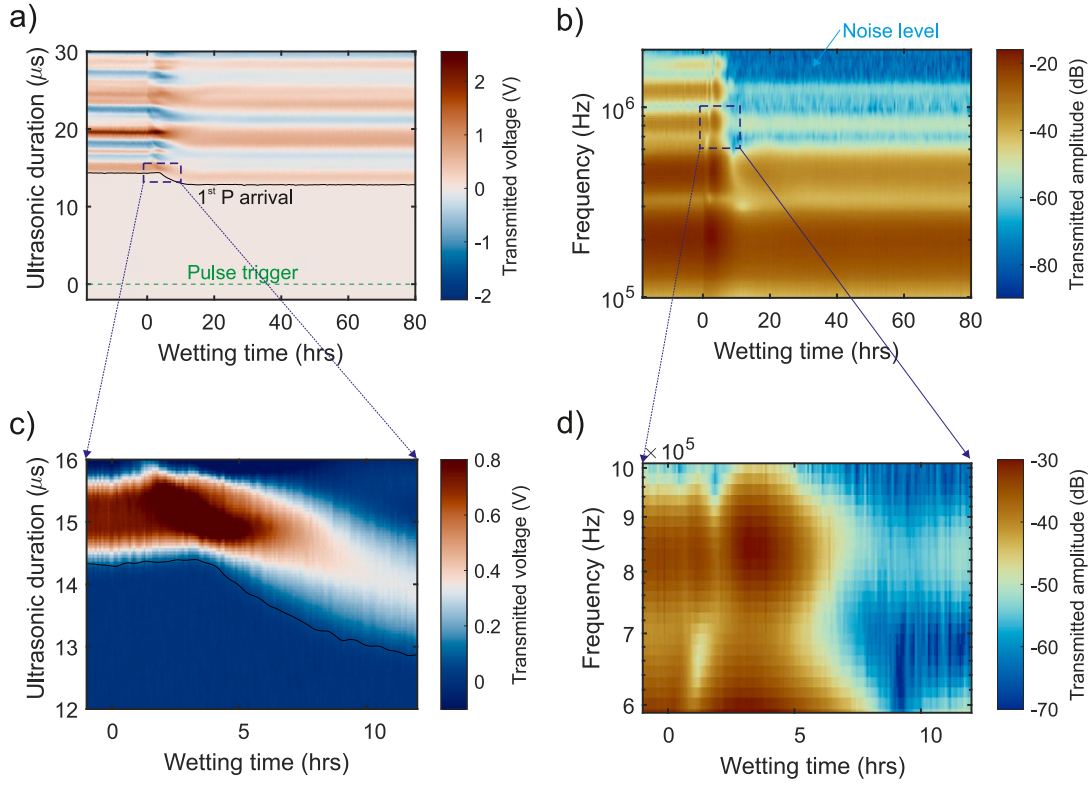 a)
30
20
10
0
Ultrasonic duration (μs)
1st P arrival
Pulse trigger
0 20 40 60 80
Wetting time (hrs)
2
1
0
-1
-2
Transmitted voltage (V)
b)
Noise level
10^6
10^5
Frequency (Hz)
0 20 40 60 80
Wetting time (hrs)
-20
-40
-60
-80
Transmitted amplitude (dB)
c)
16
15
14
13
12
Ultrasonic duration (μs)
0 5 10
Wetting time (hrs)
0.8
0.6
0.4
0.2
0
Transmitted voltage (V)
d)
× 10^5
10
9
8
7
6
Frequency (Hz)
0 5 10
Wetting time (hrs)
-30
-40
-50
-60
-70
Transmitted amplitude (dB)